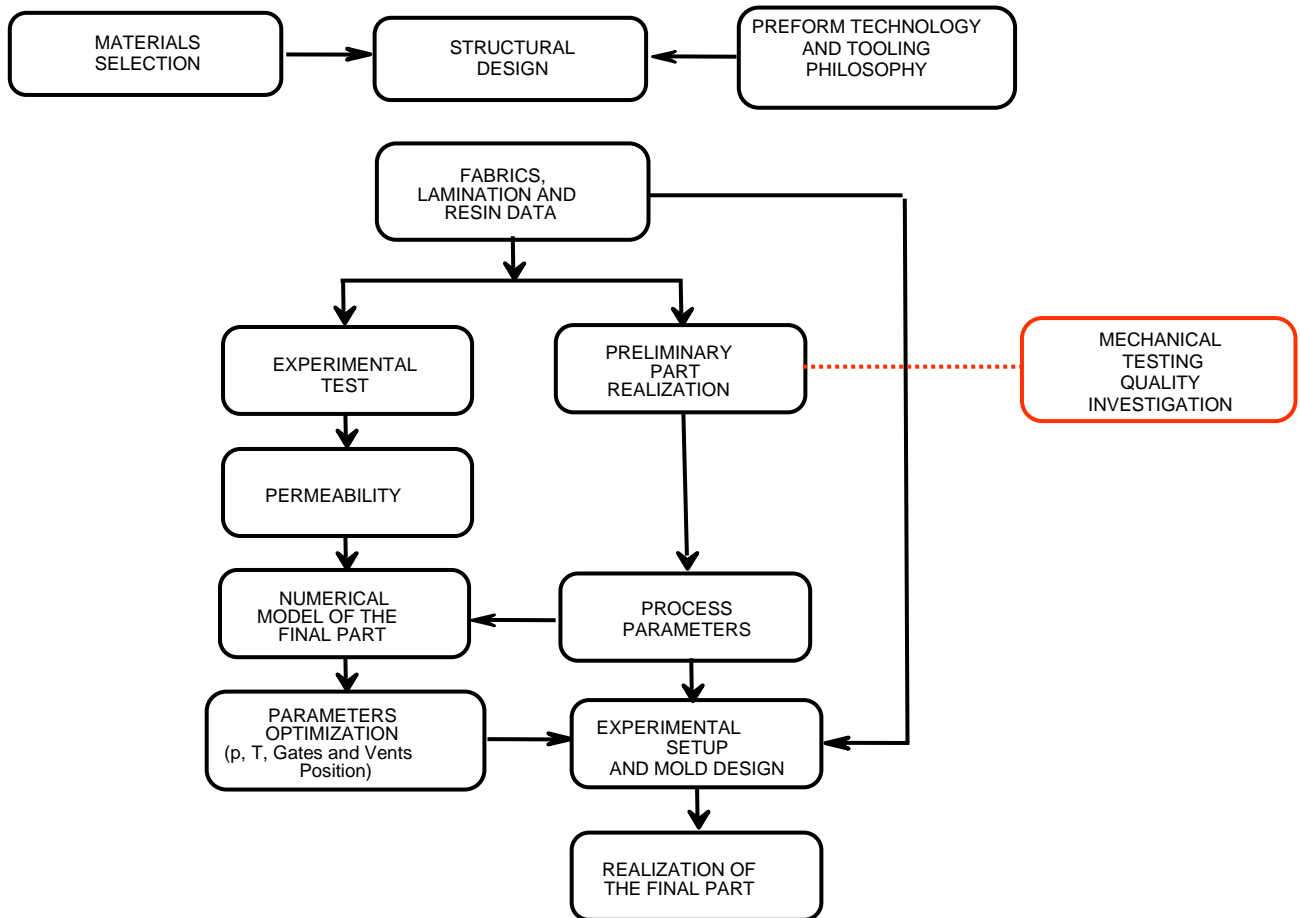 MATERIALS
SELECTION
STRUCTURAL
DESIGN
PREFORM TECHNOLOGY
AND TOOLING
PHILOSOPHY
FABRICS,
LAMINATION AND
RESIN DATA
EXPERIMENTAL
TEST
PRELIMINARY
PART
REALIZATION
MECHANICAL
TESTING
QUALITY
INVESTIGATION
PERMEABILITY
NUMERICAL
MODEL OF THE
FINAL PART
PROCESS
PARAMETERS
PARAMETERS
OPTIMIZATION
(p, T, Gates and Vents
Position)
EXPERIMENTAL
SETUP
AND MOLD DESIGN
REALIZATION OF
THE FINAL PART